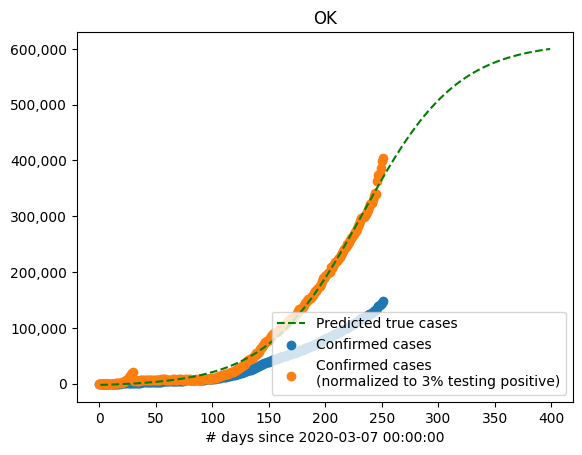 OK
600,000
500,000
400,000
300,000
200,000
100,000
0
Predicted true cases
Confirmed cases
Confirmed cases
(normalized to 3% testing positive)
0 50 100 150 200 250 300 350 400
# days since 2020-03-07 00:00:00